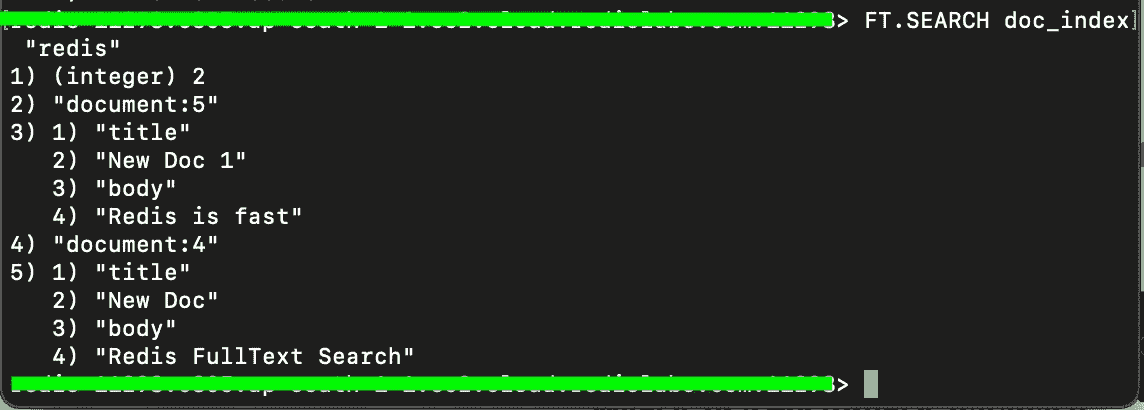 > FT.SEARCH doc_index
"redis"
1) (integer) 2
2) "document:5"
3) 1) "title"
2) "New Doc 1"
3) "body"
4) "Redis is fast"
4) "document:4"
5) 1) "title"
2) "New Doc"
3) "body"
4) "Redis FullText Search"
>